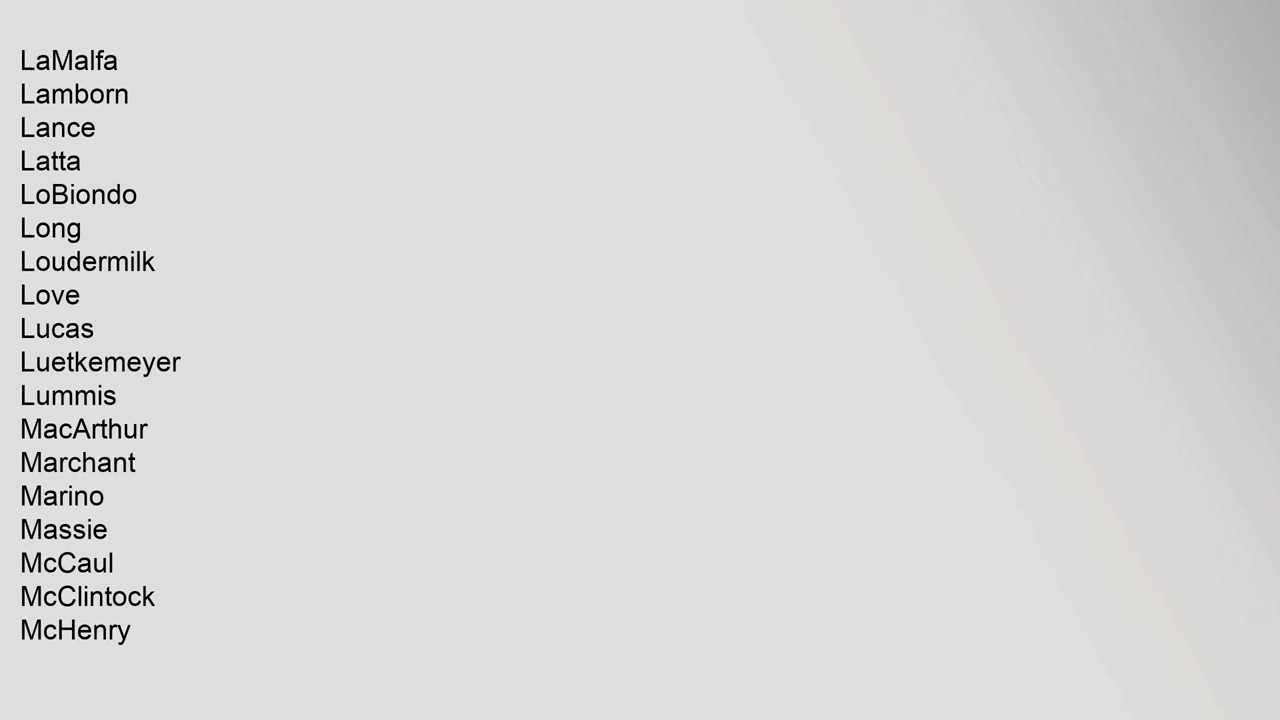 LaMalfa
Lamborn
Lance
Latta
LoBiondo
Long
Loudermilk
Love
Lucas
Luetkemeyer
Lummis
MacArthur
Marchant
Marino
Massie
McCaul
McClintock
McHenry